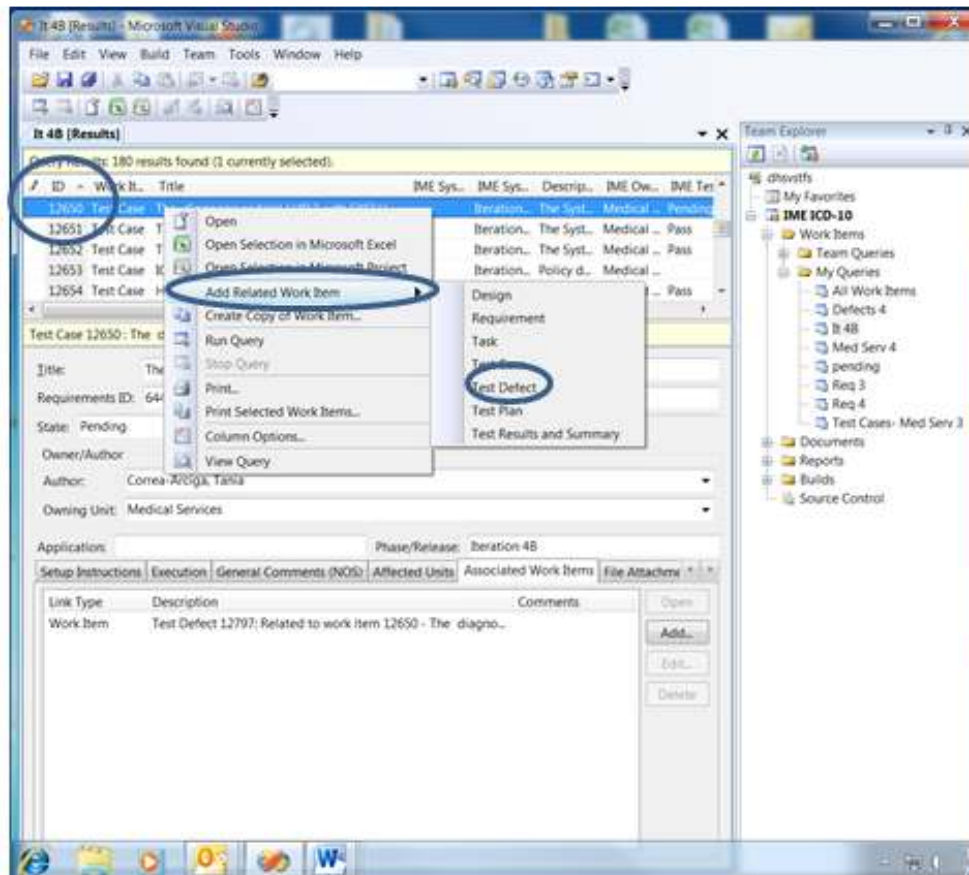 It 4B [Results] - Microsoft Visual Studio
File Edit View Build Team Tools Window Help
It 4B [Results]
Query Results: 180 results found (1 currently selected).
ID Work It... Title IME Sys... IME Sys... Descrip... IME Ow... IME Tes
12650 Test Case Iteration... The Syst... Medical ... Pending
12651 Test Case T Iteration... The Syst... Medical ... Pass
12652 Test Case T Iteration... The Syst... Medical ... Pass
12653 Test Case Iteration... Policy d... Medical ...
12654 Test Case H Pass
Open
Open Selection in Microsoft Excel
Open Selection in Microsoft Project
Add Related Work Item
Create Copy of Work Item...
Run Query
Stop Query
Print...
Print Selected Work Items...
Column Options...
View Query
Design
Requirement
Task
Test Defect
Test Plan
Test Results and Summary
Test Case 12650 : The d
Title: The
Requirements ID: 644
State: Pending
Owner/Author
Author: Correa-Arciga, Tania
Owning Unit: Medical Services
Application: Phase/Release: Iteration 4B
Setup Instructions Execution General Comments (NOS) Affected Units Associated Work Items File Attachme
Link Type Description Comments
Work Item Test Defect 12797: Related to work item 12650 - The diagno...
Open
Add...
Edit...
Delete
Team Explorer
dhsvstfs
My Favorites
IME ICD-10
Work Items
Team Queries
My Queries
All Work Items
Defects 4
It 4B
Med Serv 4
pending
Req 3
Req 4
Test Cases- Med Serv 3
Documents
Reports
Builds
Source Control